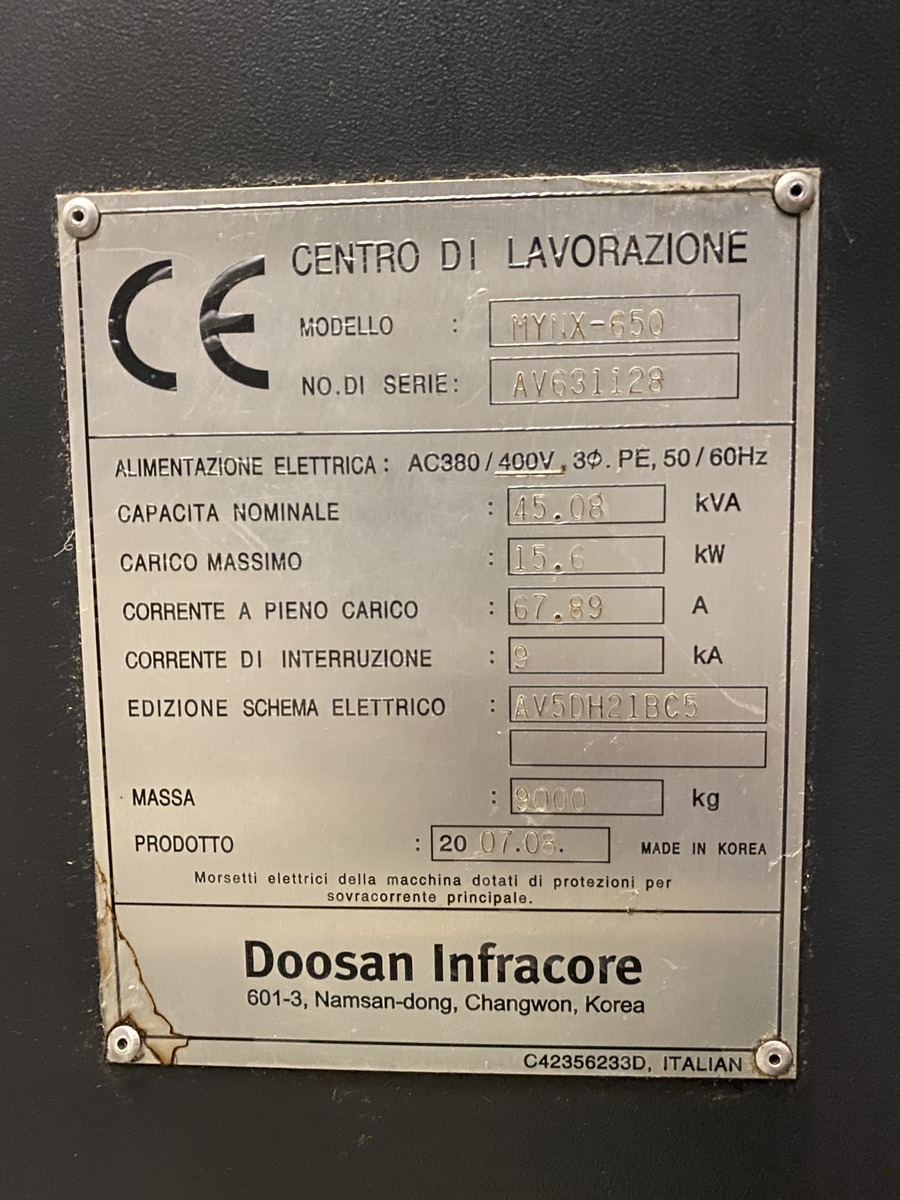 CE
CENTRO DI LAVORAZIONE
MODELLO : MYNX-650
NO.DI SERIE: AV631128
ALIMENTAZIONE ELETTRICA : AC380/400V, 3Φ. PE, 50/60Hz
CAPACITA NOMINALE : 45.08 kVA
CARICO MASSIMO : 15.6 kW
CORRENTE A PIENO CARICO : 67.89 A
CORRENTE DI INTERRUZIONE : 9 kA
EDIZIONE SCHEMA ELETTRICO : AV5DH21BC5
MASSA : 9000 kg
PRODOTTO : 20 07.08. MADE IN KOREA
Morsetti elettrici della macchina dotati di protezioni per
sovracorrente principale.
Doosan Infracore
601-3, Namsan-dong, Changwon, Korea
C42356233D, ITALIAN